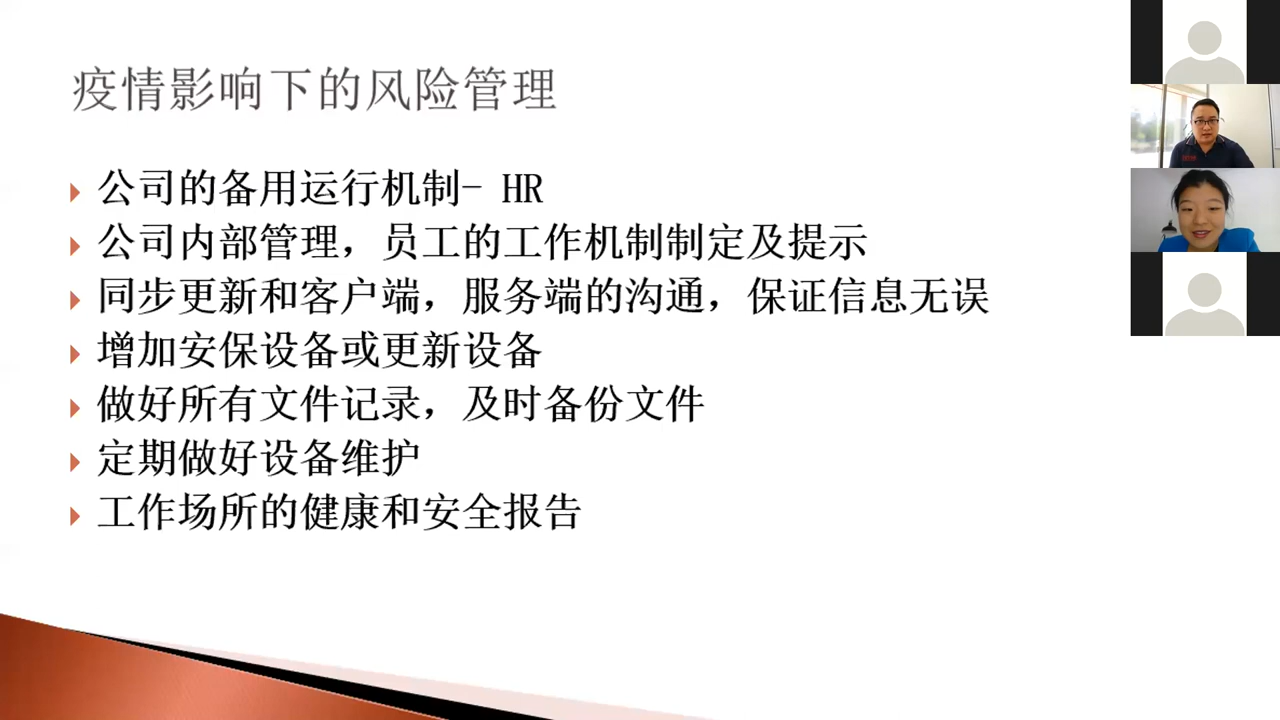 疫情影响下的风险管理
公司的备用运行机制- HR
公司内部管理，员工的工作机制制定及提示
同步更新和客户端，服务端的沟通，保证信息无误
增加安保设备或更新设备
做好所有文件记录，及时备份文件
定期做好设备维护
工作场所的健康和安全报告